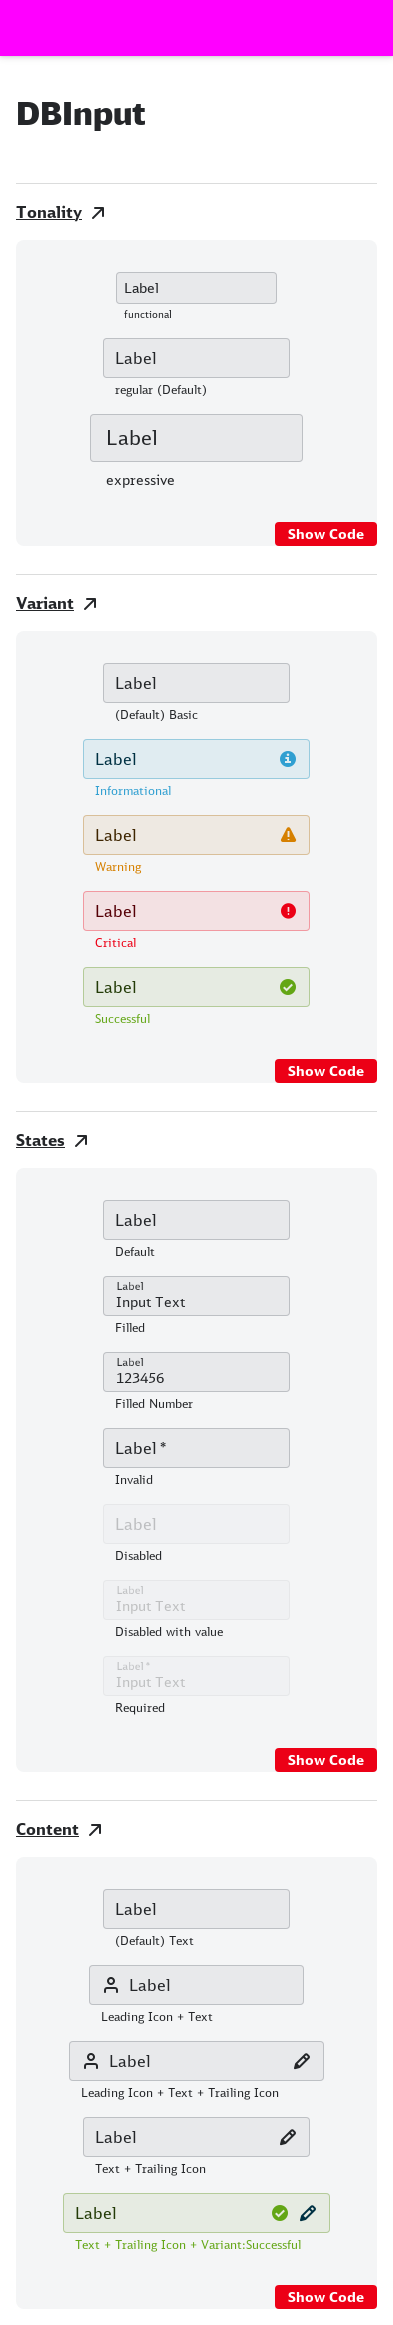 DBInput
Tonality
Label
functional
Label
regular (Default)
Label
expressive
Show Code
Variant
Label
(Default) Basic
Label
Informational
Label
Warning
Label
Critical
Label
Successful
Show Code
States
Label
Default
Label
Input Text
Filled
Label
123456
Filled Number
Label *
Invalid
Label
Disabled
Label
Input Text
Disabled with value
Label *
Input Text
Required
Show Code
Content
Label
(Default) Text
Label
Leading Icon + Text
Label
Leading Icon + Text + Trailing Icon
Label
Text + Trailing Icon
Label
Text + Trailing Icon + Variant:Successful
Show Code